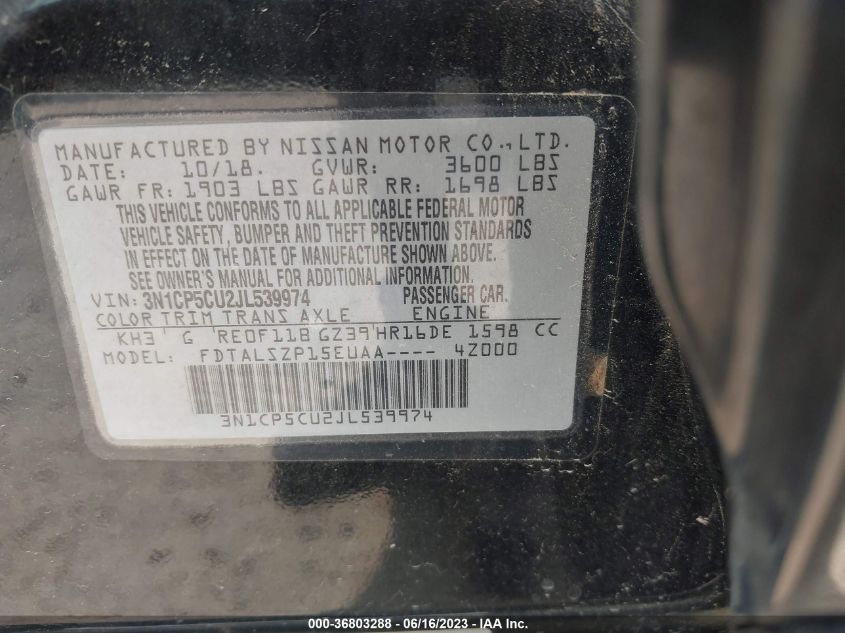 MANUFACTURED BY NISSAN MOTOR CO.,LTD.
DATE: 10/18. GVWR: 3600 LBS
GAWR FR: 1903 LBS GAWR RR: 1698 LBS
THIS VEHICLE CONFORMS TO ALL APPLICABLE FEDERAL MOTOR
VEHICLE SAFETY, BUMPER AND THEFT PREVENTION STANDARDS
IN EFFECT ON THE DATE OF MANUFACTURE SHOWN ABOVE.
SEE OWNER'S MANUAL FOR ADDITIONAL INFORMATION.
VIN: 3N1CP5CU2JL539974 PASSENGER CAR.
COLOR TRIM TRANS AXLE ENGINE
KH3 G RE0F11B GZ39 HR16DE 1598 CC
MODEL: FDTALSZP15EUAA---- 4Z000
3N1CP5CU2JL539974
000-36803288 - 06/16/2023 - IAA Inc.